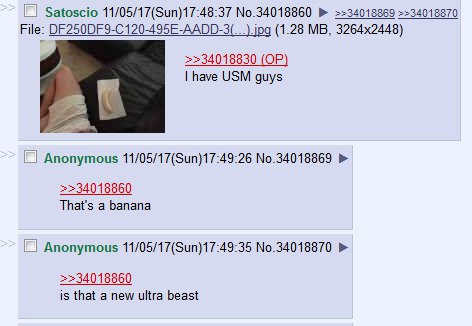 >> Satoscio 11/05/17(Sun)17:48:37 No.34018860 ▶ >>34018869 >>34018870
File: DF250DF9-C120-495E-AADD-3(...).jpg (1.28 MB, 3264x2448)
>>34018830 (OP)
I have USM guys
>> Anonymous 11/05/17(Sun)17:49:26 No.34018869 ▶
>>34018860
That's a banana
>> Anonymous 11/05/17(Sun)17:49:35 No.34018870 ▶
>>34018860
is that a new ultra beast